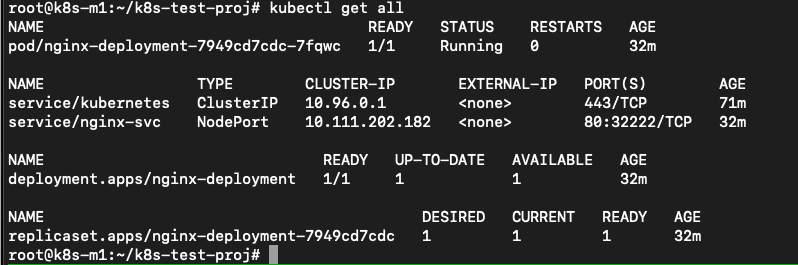 root@k8s-m1:~/k8s-test-proj# kubectl get all
NAME READY STATUS RESTARTS AGE
pod/nginx-deployment-7949cd7cdc-7fqwc 1/1 Running 0 32m
NAME TYPE CLUSTER-IP EXTERNAL-IP PORT(S) AGE
service/kubernetes ClusterIP 10.96.0.1 <none> 443/TCP 71m
service/nginx-svc NodePort 10.111.202.182 <none> 80:32222/TCP 32m
NAME READY UP-TO-DATE AVAILABLE AGE
deployment.apps/nginx-deployment 1/1 1 1 32m
NAME DESIRED CURRENT READY AGE
replicaset.apps/nginx-deployment-7949cd7cdc 1 1 1 32m
root@k8s-m1:~/k8s-test-proj#